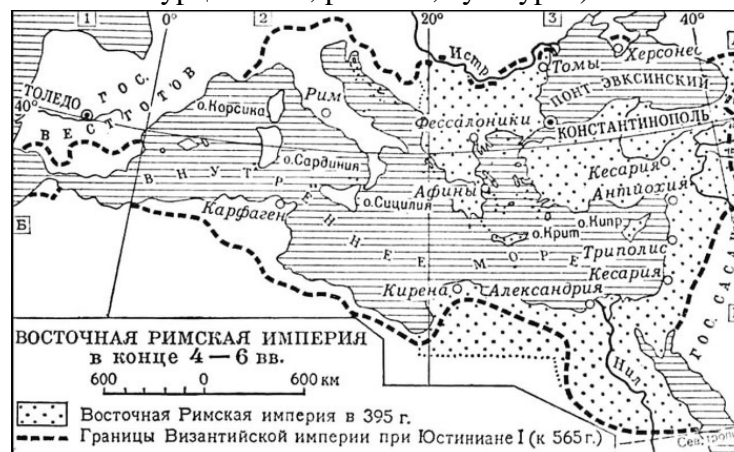 1 0° 2 20° 3 40°
Истр
Херсонес
Томы
ПОНТ ЭВКСИНСКИЙ
ГОС. ВЕСТГОТОВ
ТОЛЕДО
40°
о.Корсика
Рим
Фессалоники
КОНСТАНТИНОПОЛЬ
о.Сардиния
Кесария
Антиохия
ВНУТРЕННЕЕ МОРЕ
Афины
Карфаген
о.Сицилия
о.Крит
о.Кипр
Триполис
Б
Кирена
Александрия
Кесария
ГОС. САСА
Нил
ВОСТОЧНАЯ РИМСКАЯ ИМПЕРИЯ
в конце 4—6 вв.
600 0 600 км
Восточная Римская империя в 395 г.
Границы Византийской империи при Юстиниане I (к 565 г.)